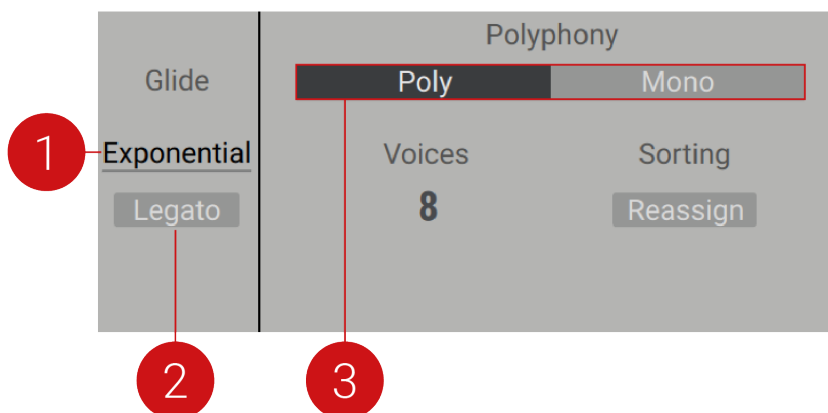 Polyphony
Glide
Poly Mono
1
Exponential
Voices Sorting
Legato
8
Reassign
2
3